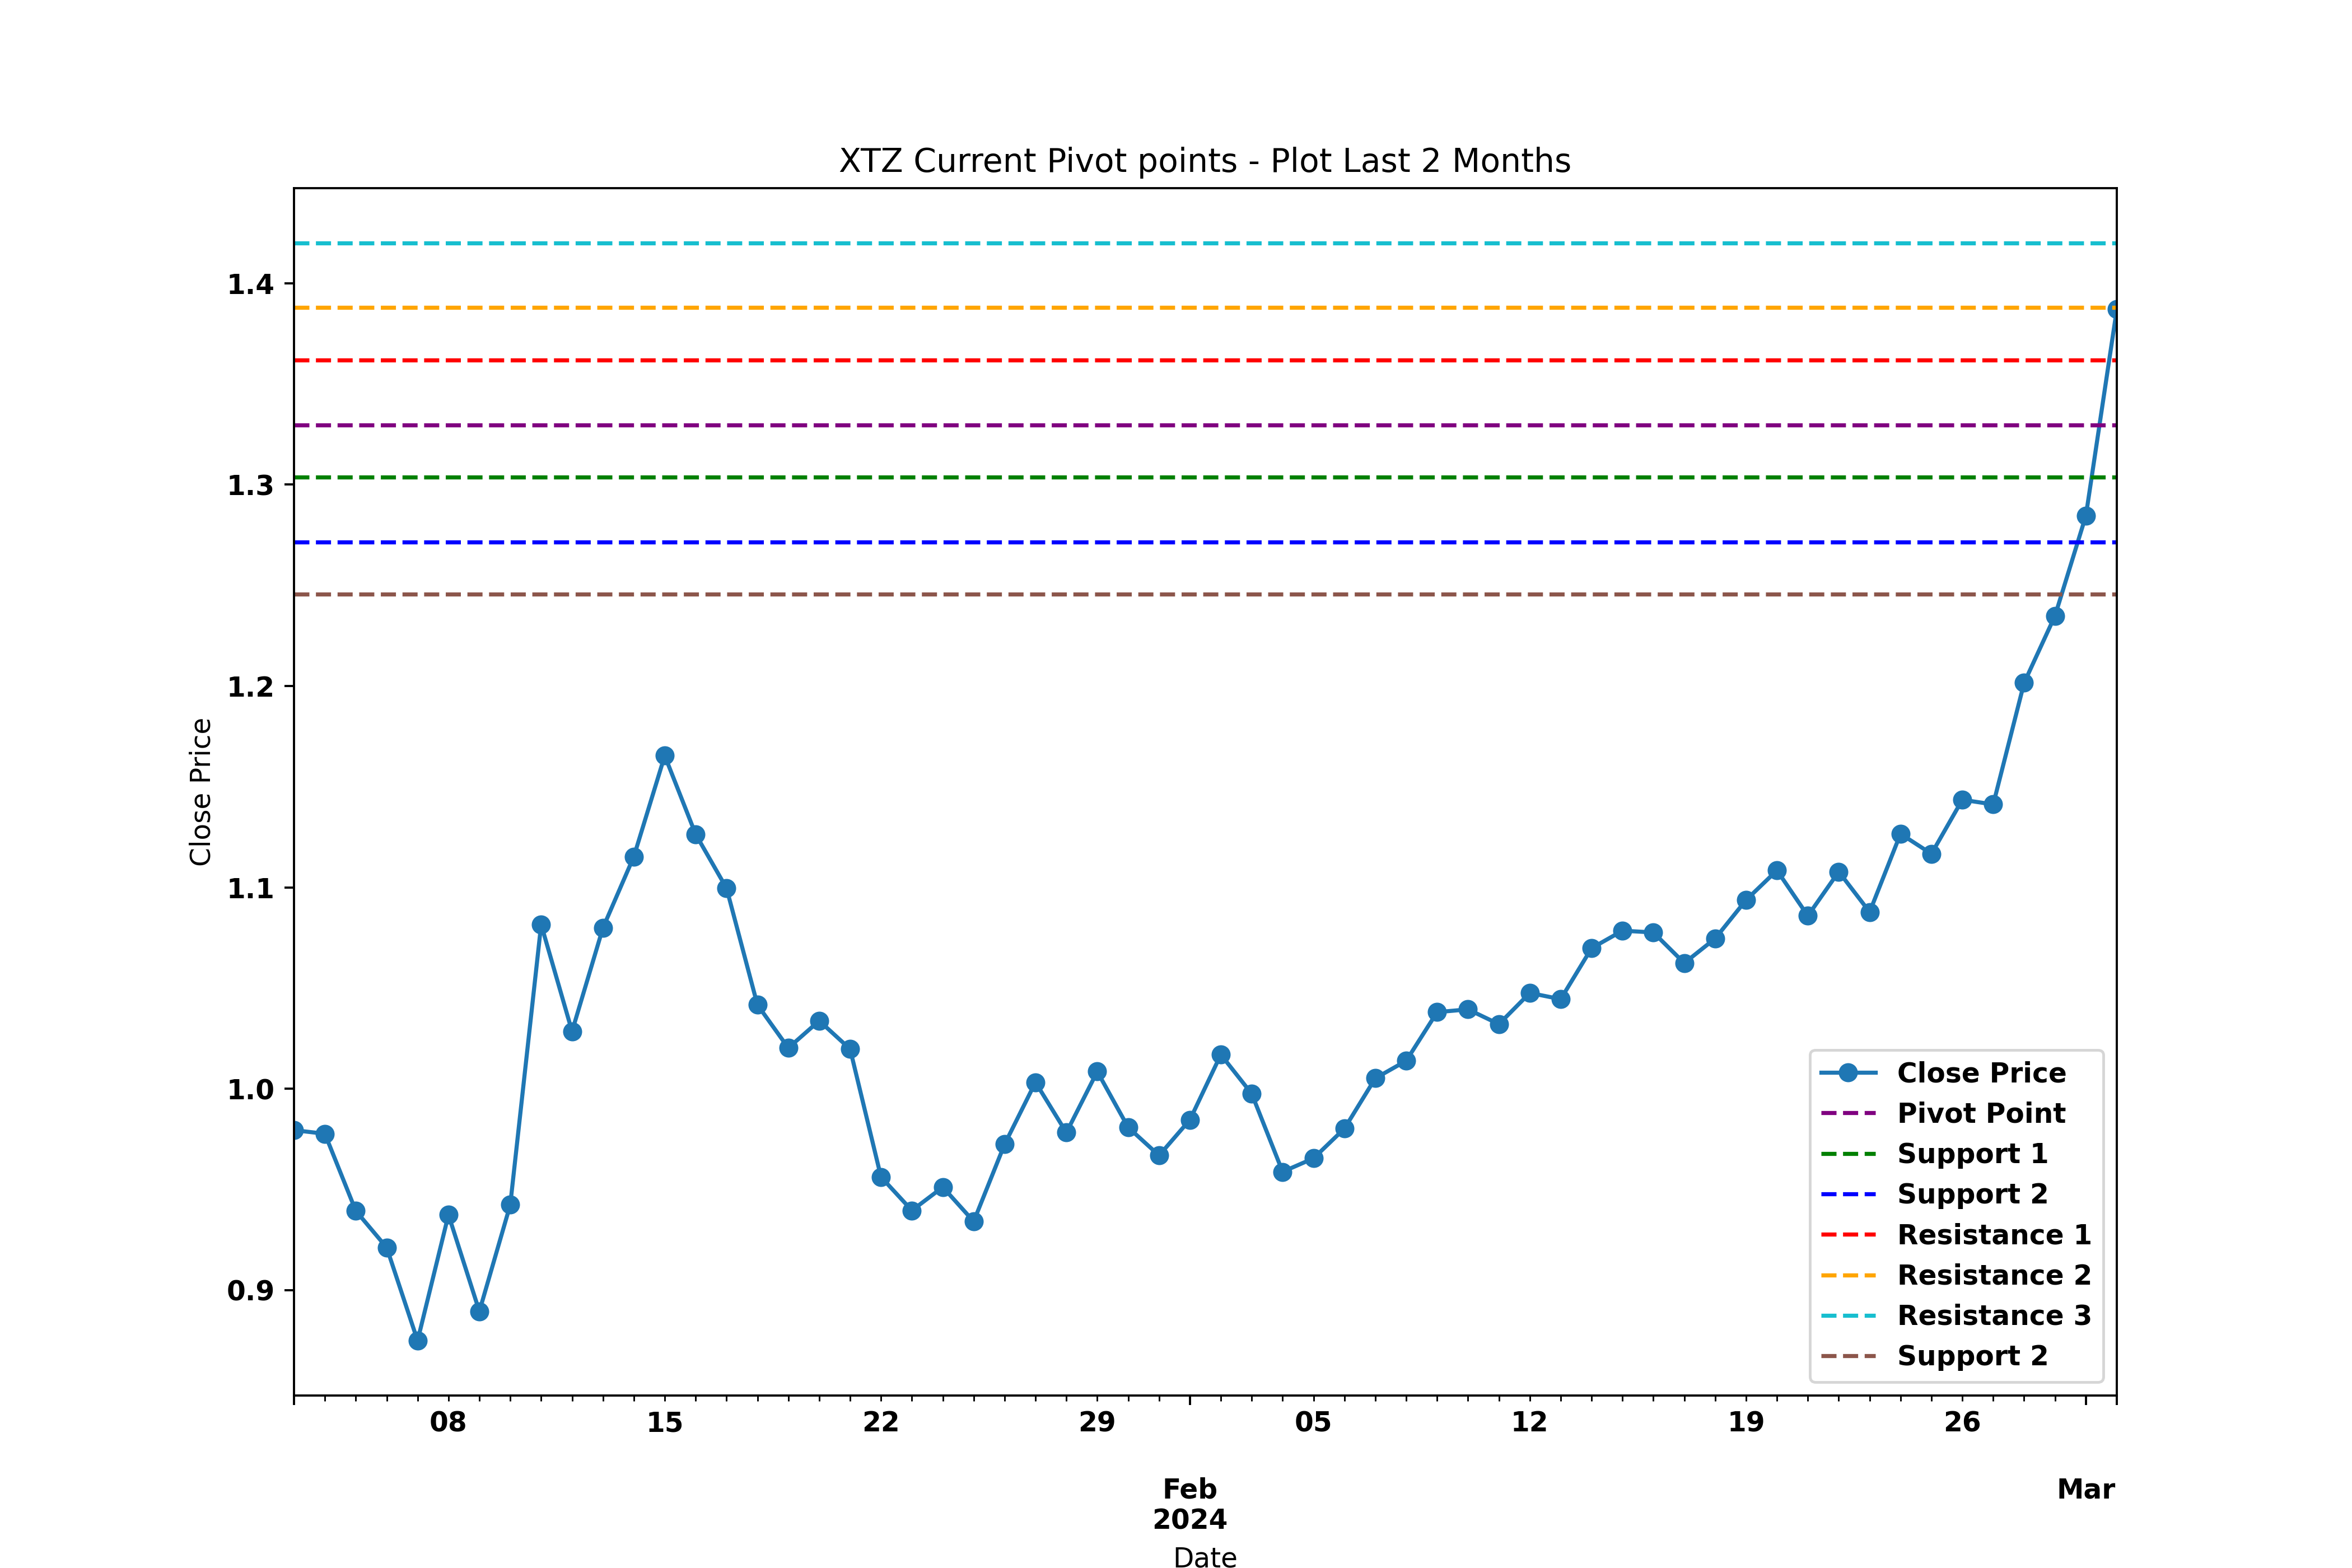 XTZ Current Pivot points - Plot Last 2 Months
Close Price
1.4
1.3
1.2
1.1
1.0
0.9
Close Price
Pivot Point
Support 1
Support 2
Resistance 1
Resistance 2
Resistance 3
Support 2
08 15 22 29 05 12 19 26
Feb Mar
2024
Date